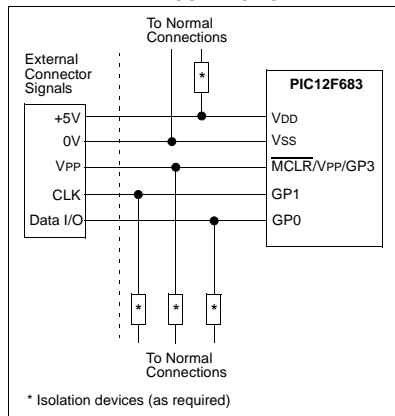 To Normal
Connections
External
Connector
Signals
*
PIC12F683
+5V
VDD
0V
VSS
VPP
MCLR/VPP/GP3
CLK
GP1
Data I/O
GP0
*
*
*
To Normal
Connections
* Isolation devices (as required)